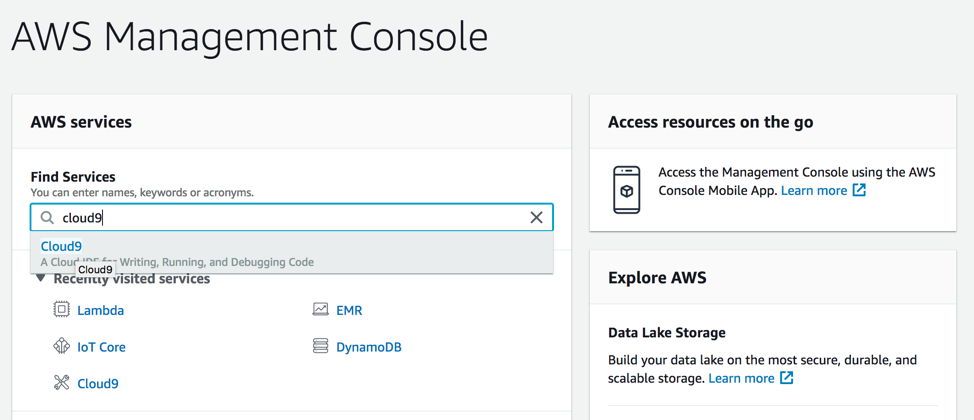 AWS Management Console
AWS services
Find Services
You can enter names, keywords or acronyms.
cloud9
Cloud9
A Cloud IDE for Writing, Running, and Debugging Code
Cloud9
Recently visited services
Lambda
EMR
IoT Core
DynamoDB
Cloud9
Access resources on the go
Access the Management Console using the AWS
Console Mobile App. Learn more
Explore AWS
Data Lake Storage
Build your data lake on the most secure, durable, and
scalable storage. Learn more